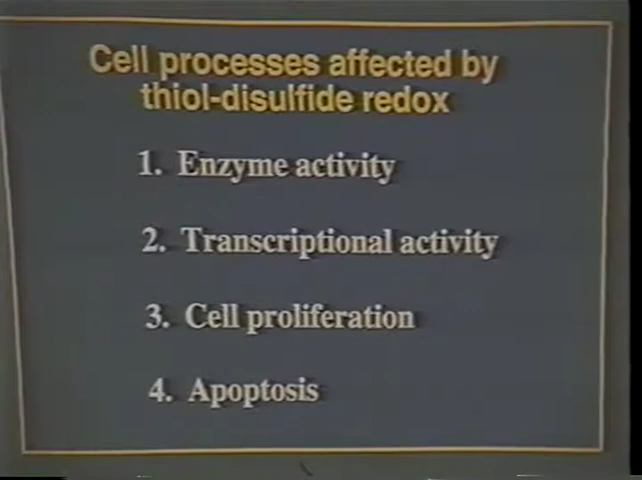 Cell processes affected by
thiol-disulfide redox
1. Enzyme activity
2. Transcriptional activity
3. Cell proliferation
4. Apoptosis